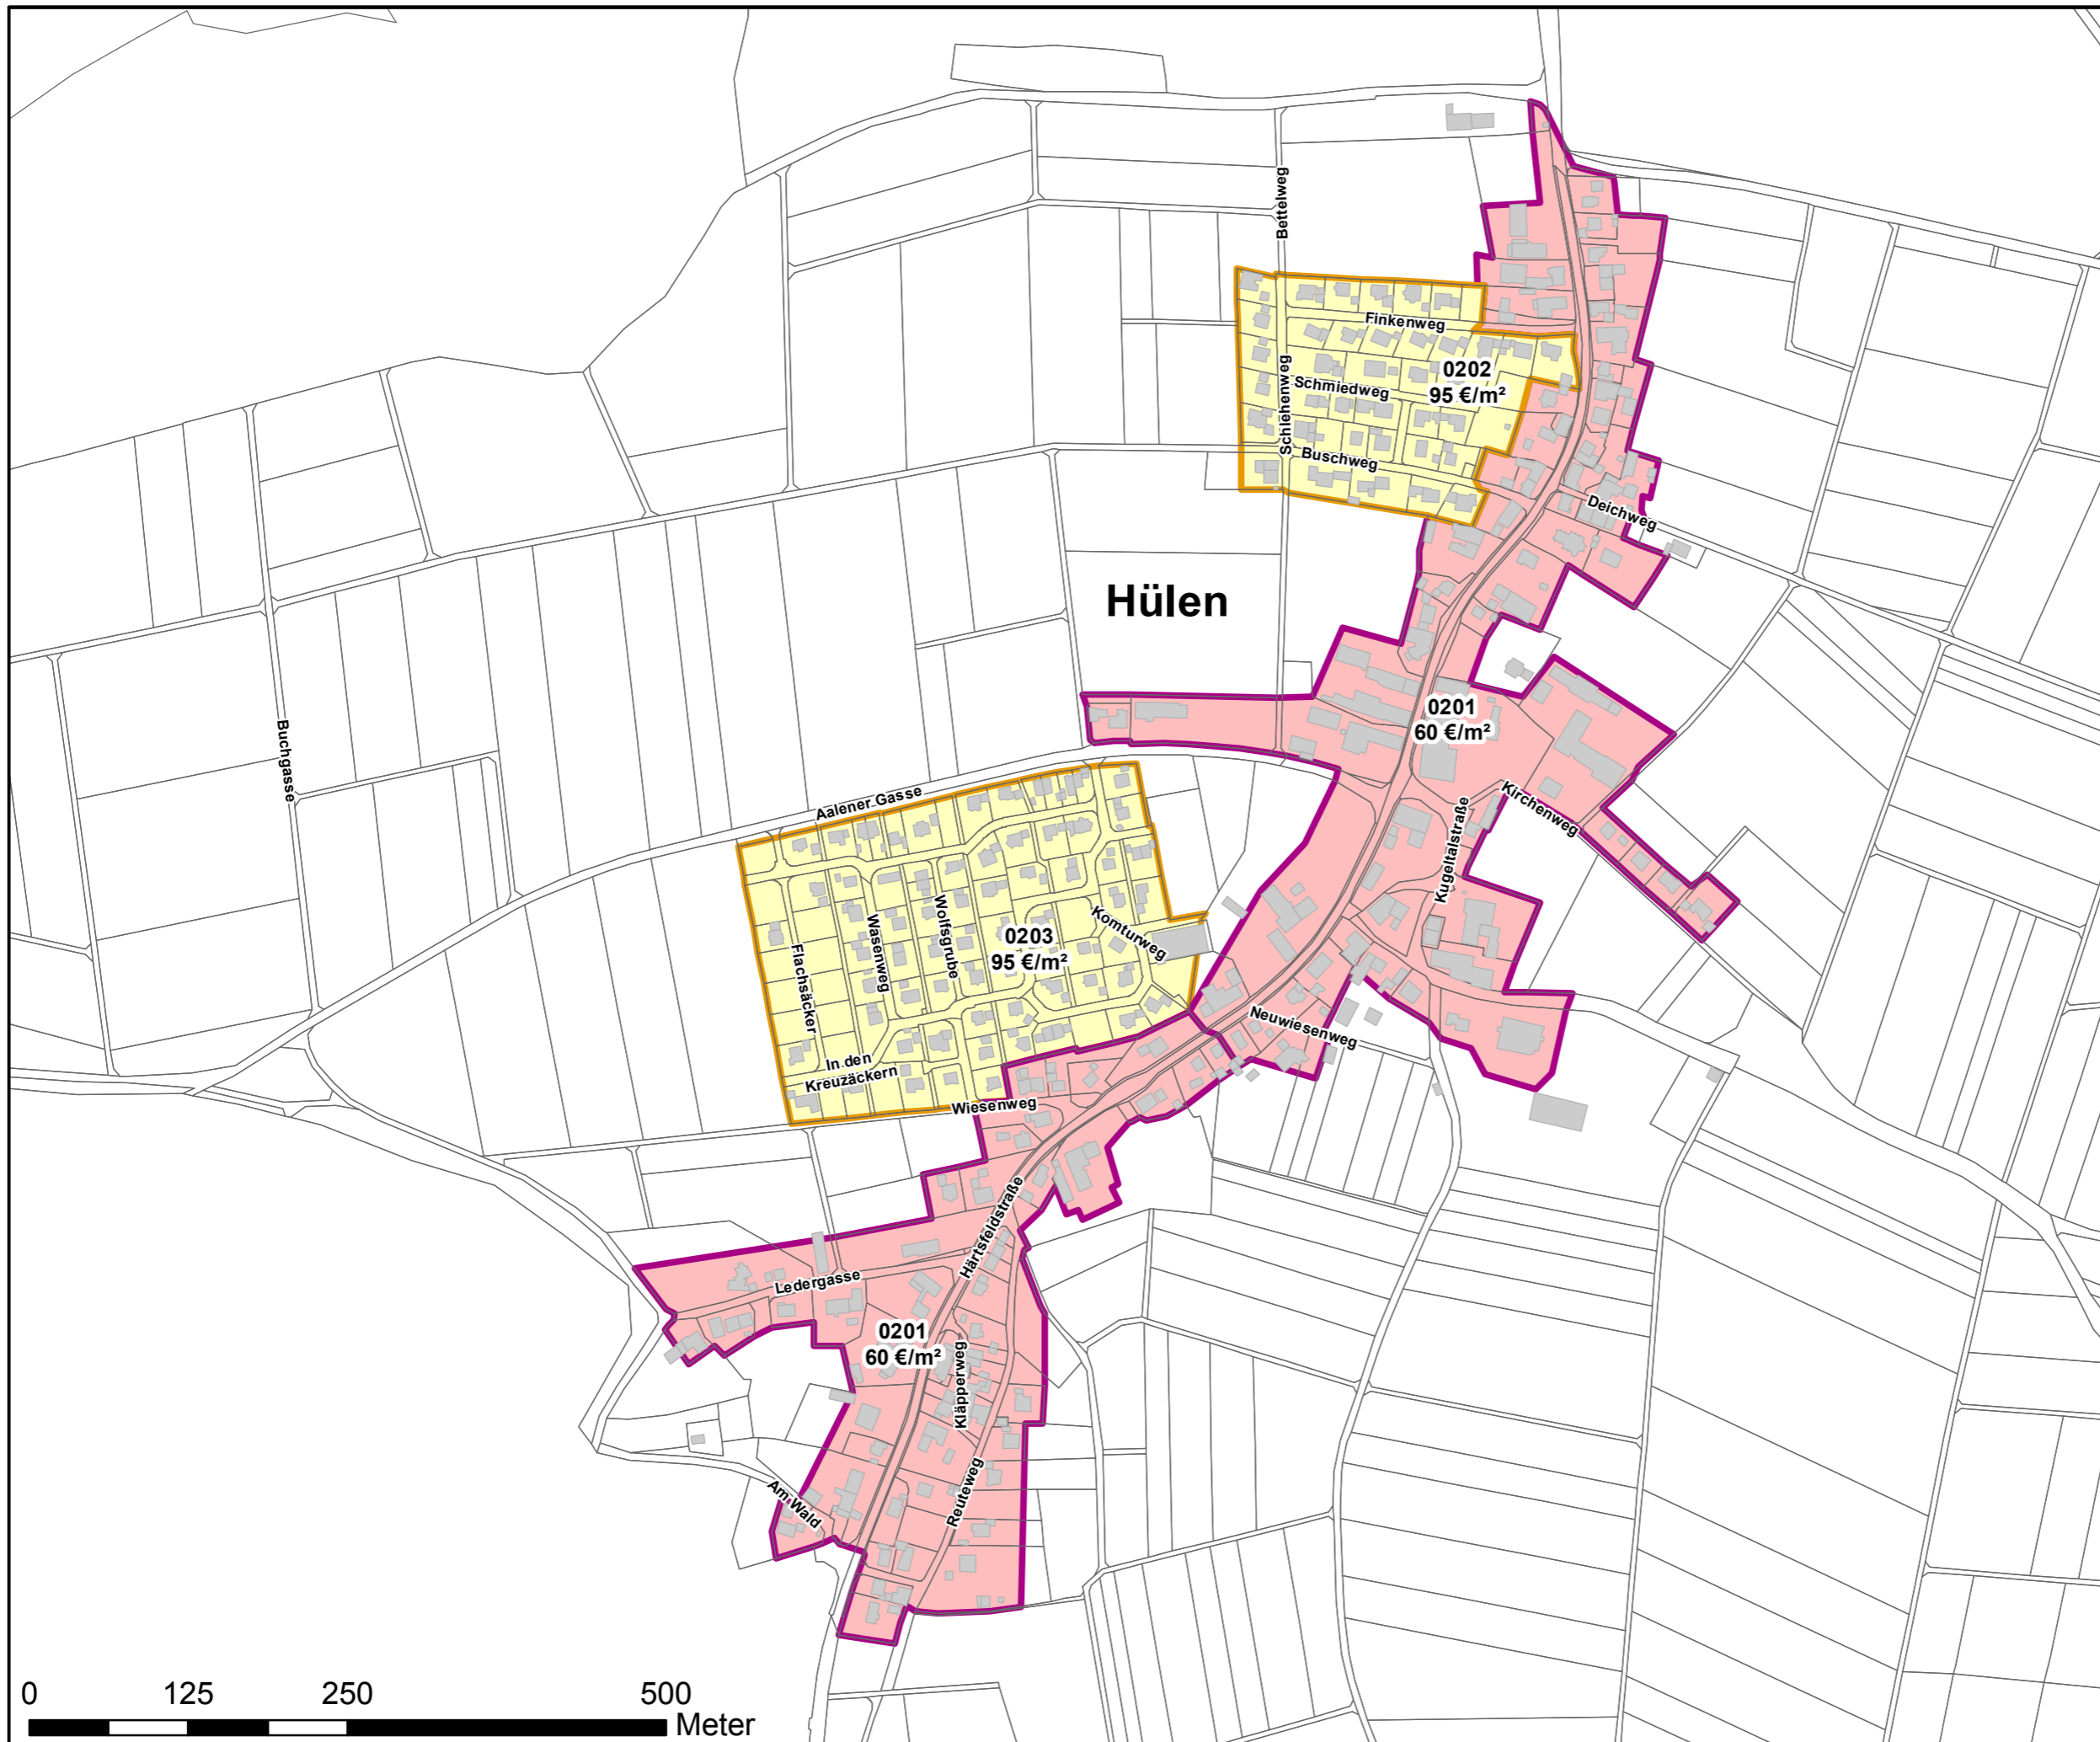 Bettelweg
Finkenweg
0202
95 €/m²
Schmiedweg
Schlehenweg
Buschweg
Deichweg
Hülen
0201
60 €/m²
Buchgasse
Aalener Gasse
Kirchenweg
Kugeltalstraße
Wolfsgrube
Wasenweg
Komturweg
0203
95 €/m²
Flachsäcker
Neuwiesenweg
In den
Kreuzäckern
Wiesenweg
Härtsfeldstraße
Ledergasse
0201
60 €/m²
Kläpperweg
Reuteweg
Am Wald
0 125 250 500
Meter